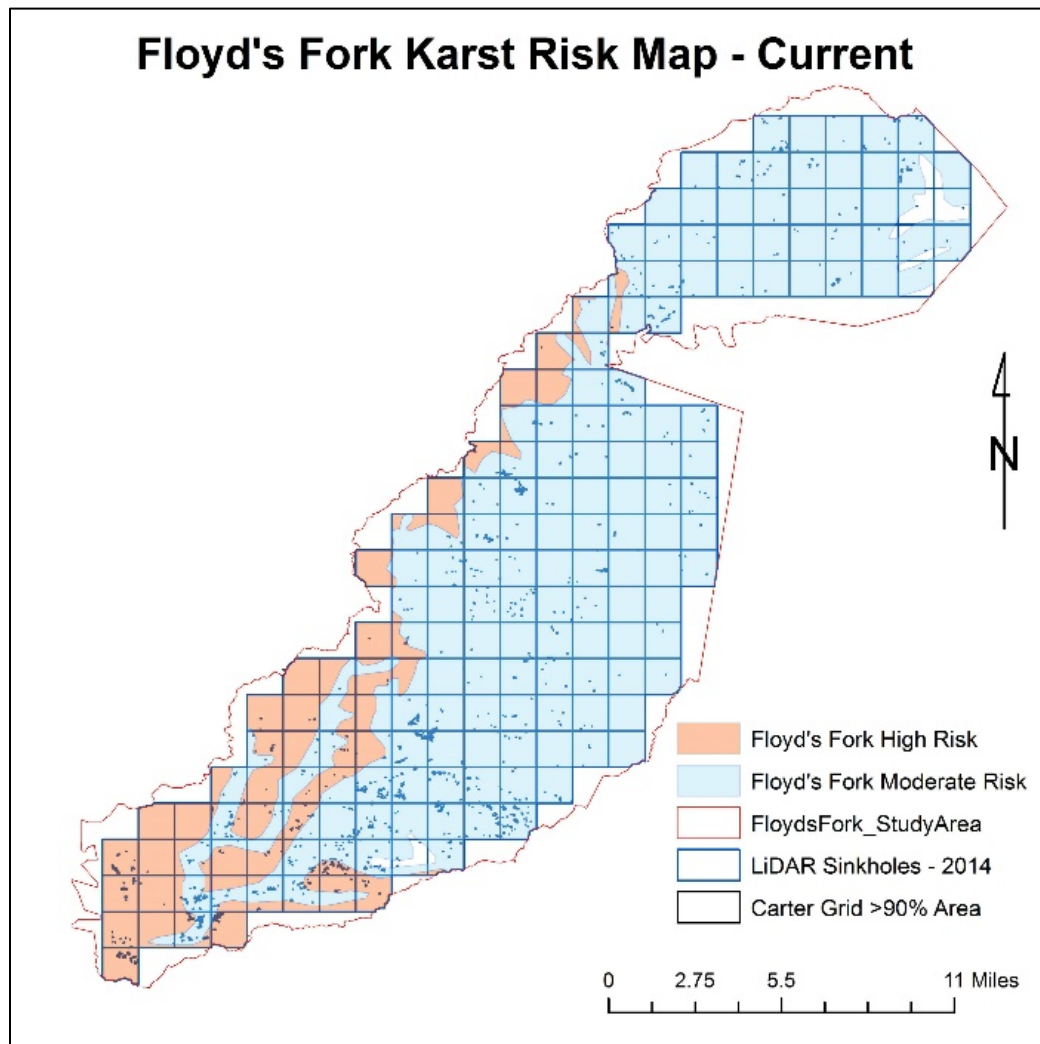 Floyd's Fork Karst Risk Map - Current
N
Floyd's Fork High Risk
Floyd's Fork Moderate Risk
FloydsFork_StudyArea
LiDAR Sinkholes - 2014
Carter Grid >90% Area
0 2.75 5.5 11 Miles